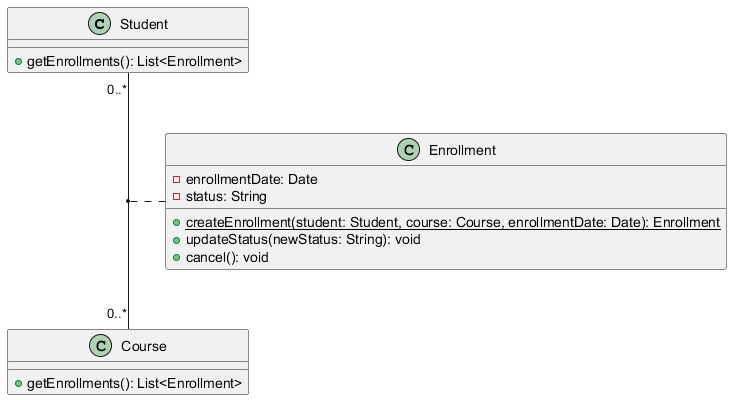 C Student
getEnrollments(): List<Enrollment>
0..*
C Enrollment
enrollmentDate: Date
status: String
createEnrollment(student: Student, course: Course, enrollmentDate: Date): Enrollment
updateStatus(newStatus: String): void
cancel(): void
0..*
C Course
getEnrollments(): List<Enrollment>